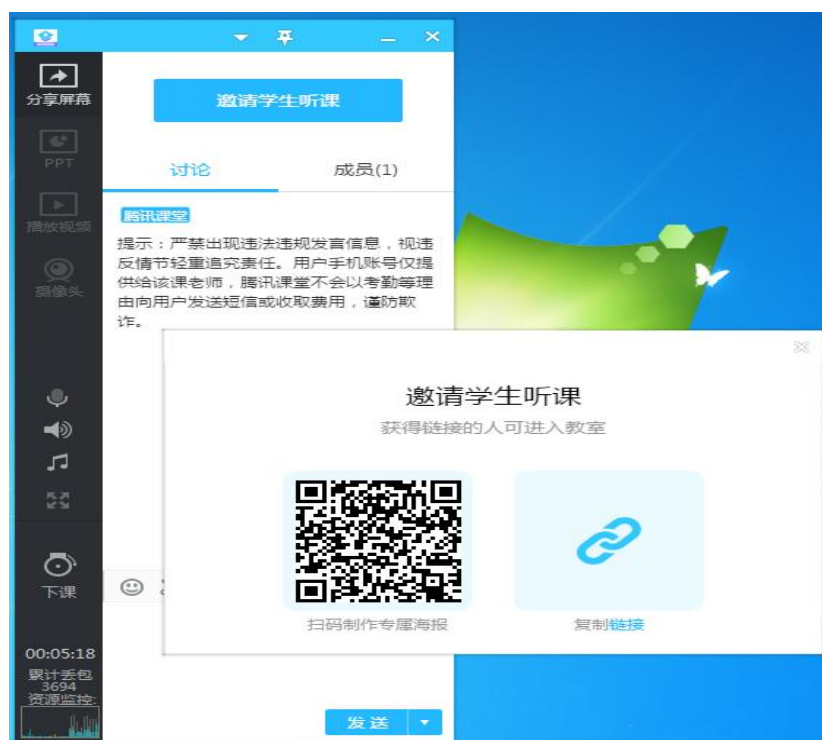 分享屏幕
PPT
播放视频
摄像头
下课
00:05:18
累计丢包
3694
资源监控:
邀请学生听课
讨论
成员(1)
腾讯课堂
提示：严禁出现违法违规发言信息，视违
反情节轻重追究责任。用户手机账号仅提
供给该课老师，腾讯课堂不会以考勤等理
由向用户发送短信或收取费用，谨防欺
诈。
邀请学生听课
获得链接的人可进入教室
扫码制作专属海报
复制链接
发送